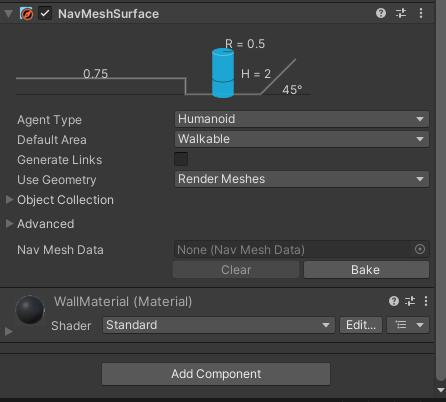 NavMeshSurface
R = 0.5
0.75
H = 2
45°
Agent Type Humanoid
Default Area Walkable
Generate Links
Use Geometry Render Meshes
Object Collection
Advanced
Nav Mesh Data None (Nav Mesh Data)
Clear Bake
WallMaterial (Material)
Shader Standard Edit...
Add Component